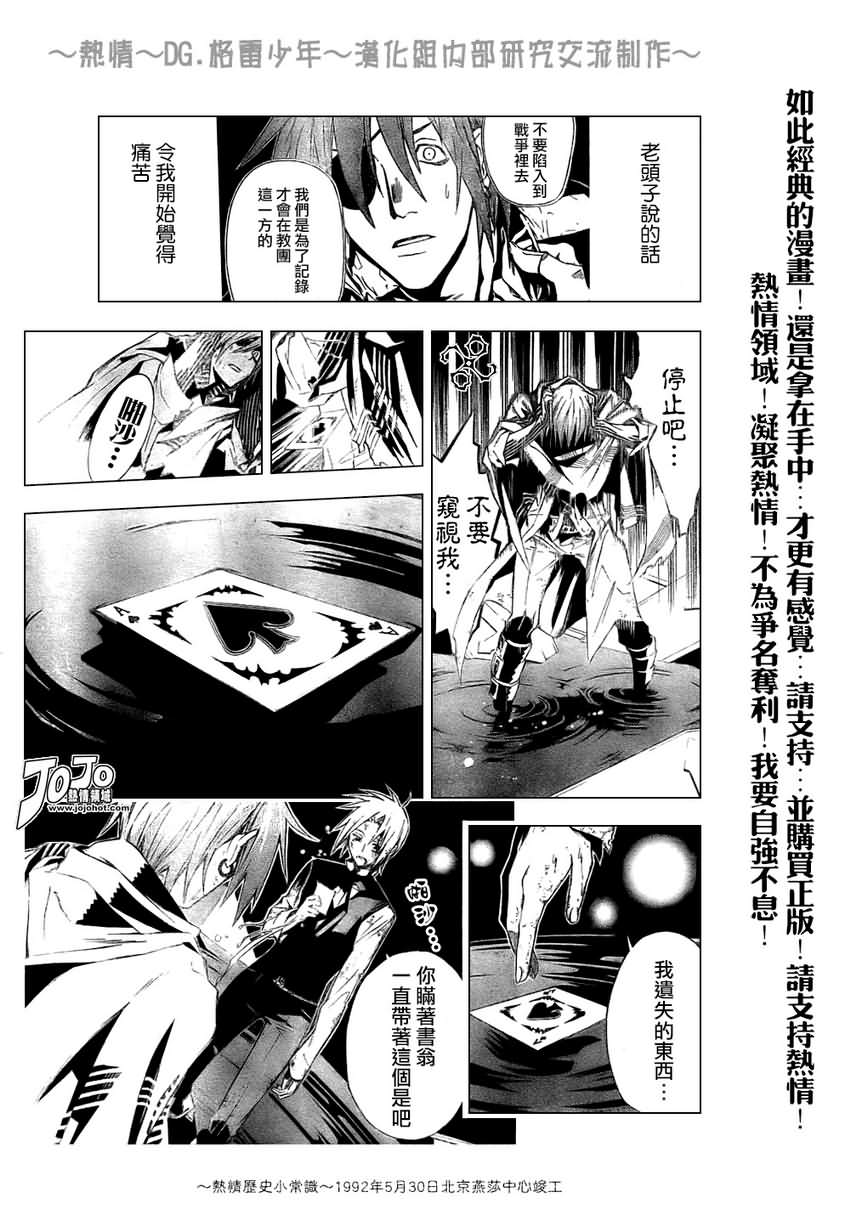 ～熱情～DG.格雷少年～漢化組内部研究交流制作～
如此經典的漫畫！還是拿在手中…才更有感覺…請支持…並購買正版！請支持熱情！
熱情領域！凝聚熱情！不為爭名奪利！我要自強不息！
老頭子說的話
不要陷入到
戰爭裡去
我們是為了記錄
才會在教團
這一方的
令我開始覺得
痛苦
停止吧…
不要
窺視我…
啪沙…
A
A
JOJO
熱情領域
www.jojohot.com
我遺失的東西…
啞沙…
你瞞著書翁
一直帶著這個是吧
～熱情歷史小常識～1992年5月30日北京燕莎中心竣工